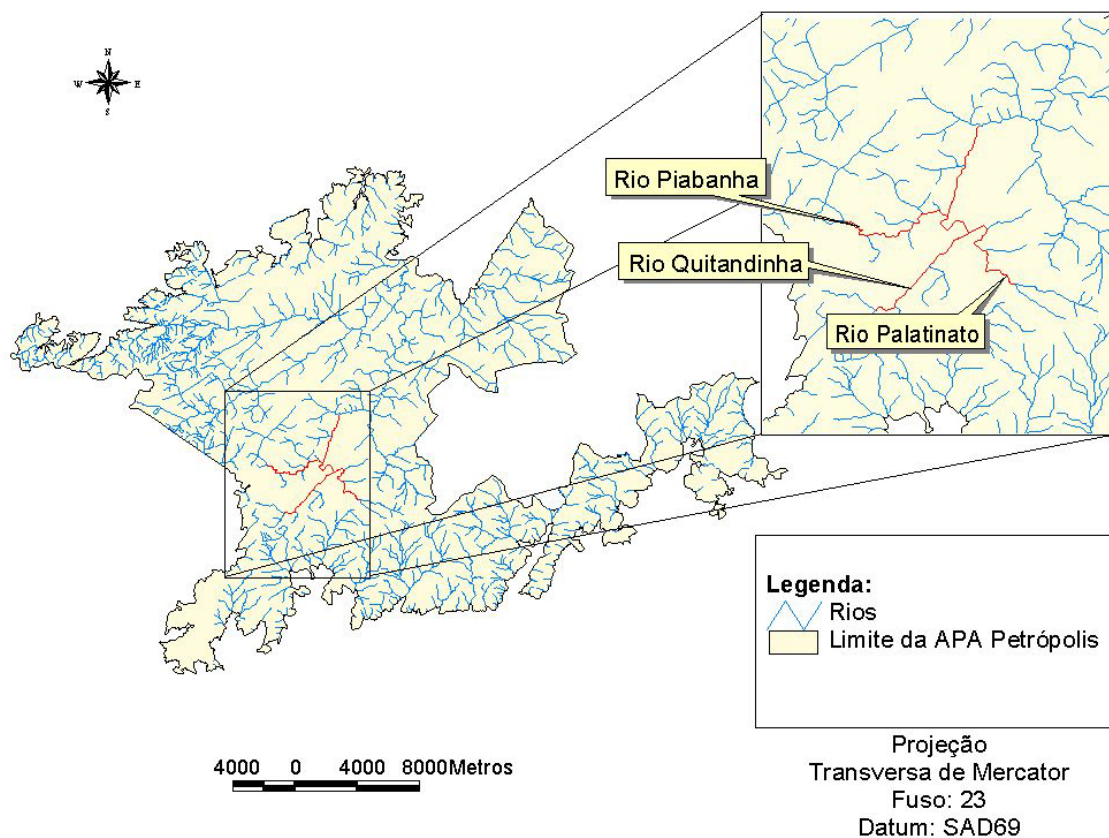 N
W E
S
Rio Piabanha
Rio Quitandinha
Rio Palatinato
Legenda:
Rios
Limite da APA Petrópolis
4000 0 4000 8000Metros
Projeção
Transversa de Mercator
Fuso: 23
Datum: SAD69